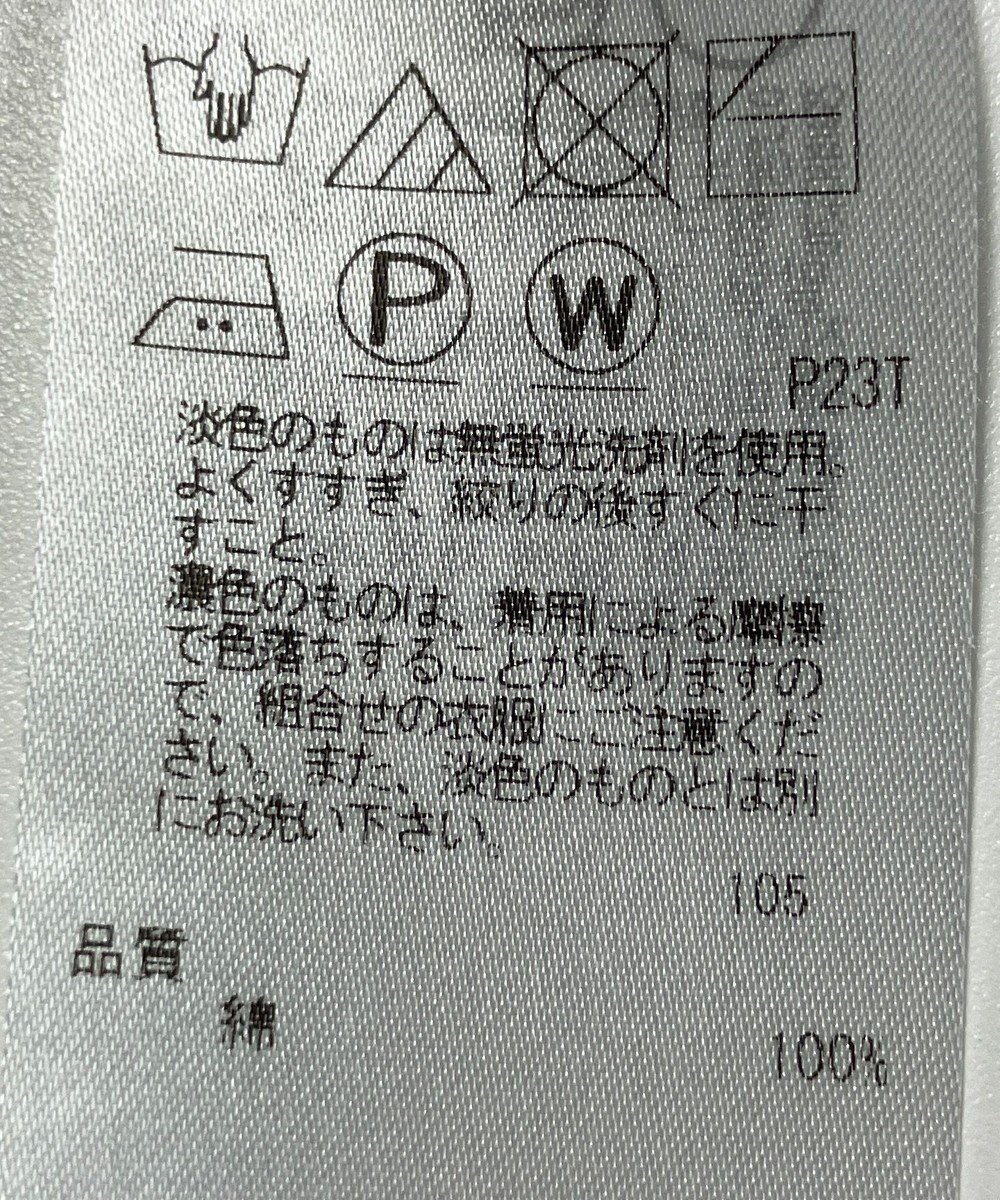 P W
P23T
淡色のものは無蛍光洗剤を使用。
よくすすぎ、絞りの後すぐに干
すこと。
濃色のものは、着用による摩擦
で色落ちすることがありますの
で、組合せの衣服にご注意くだ
さい。また、淡色のものとは別
にお洗い下さい。
105
品質
綿 100%